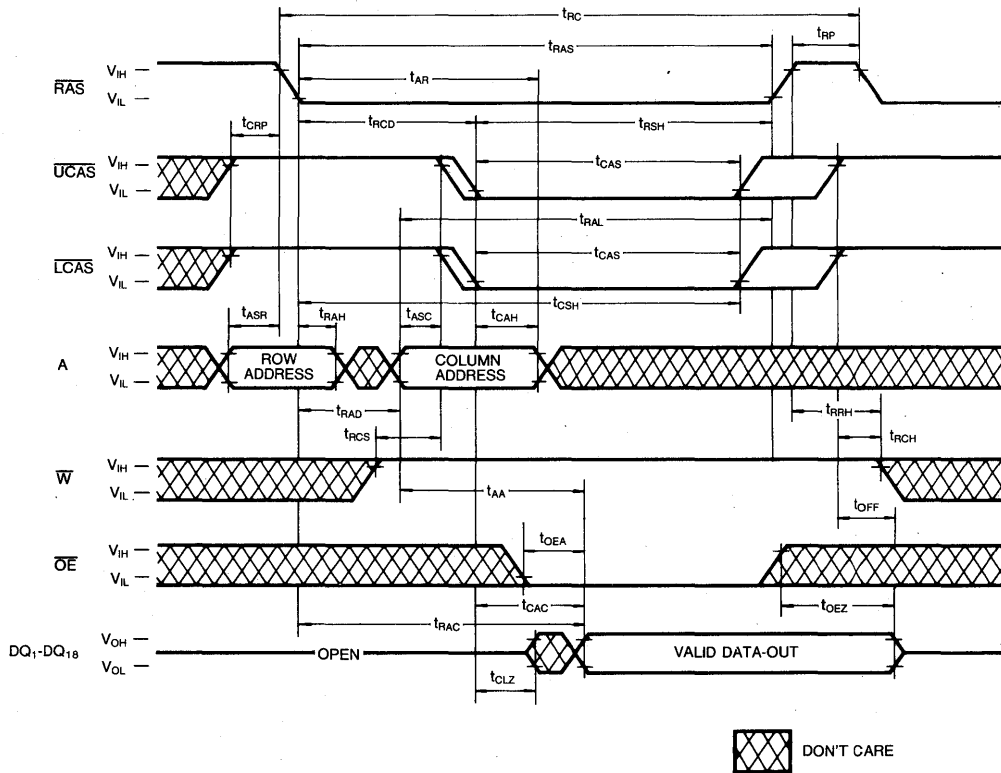 tRC
tRAS
tRP
tAR
RAS
VIH
VIL
tCRP
tRCD
tRSH
UCAS
VIH
VIL
tCAS
tRAL
LCAS
VIH
VIL
tCAS
tCSH
tASR
tRAH
tASC
tCAH
A
VIH
VIL
ROW
ADDRESS
COLUMN
ADDRESS
tRAD
tRRH
tRCS
tRCH
W
VIH
VIL
tAA
tOFF
OE
VIH
VIL
tOEA
tCAC
tOEZ
tRAC
DQ1-DQ18
VOH
VOL
OPEN
VALID DATA-OUT
tCLZ
DON'T CARE